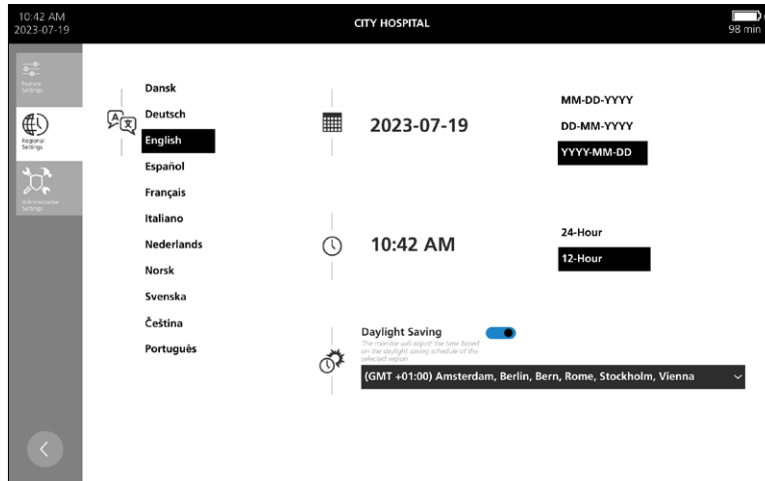 10:42 AM
2023-07-19
CITY HOSPITAL
98 min
Feature
Settings
Regional
Settings
Administrative
Settings
Dansk
Deutsch
English
Español
Français
Italiano
Nederlands
Norsk
Svenska
Čeština
Português
2023-07-19
MM-DD-YYYY
DD-MM-YYYY
YYYY-MM-DD
10:42 AM
24-Hour
12-Hour
Daylight Saving
The monitor will adjust the time based
on the daylight saving schedule of the
selected region.
(GMT +01:00) Amsterdam, Berlin, Bern, Rome, Stockholm, Vienna